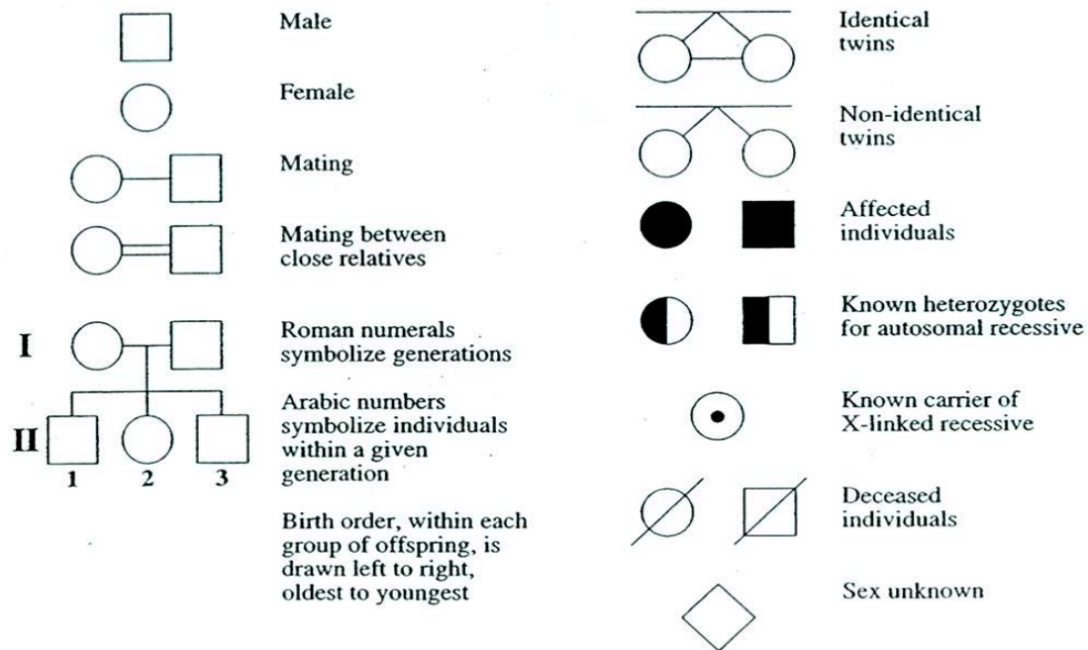 Male
Female
Mating
Mating between
close relatives
I
Roman numerals
symbolize generations
II
1 2 3
Arabic numbers
symbolize individuals
within a given
generation
Birth order, within each
group of offspring, is
drawn left to right,
oldest to youngest
Identical
twins
Non-identical
twins
Affected
individuals
Known heterozygotes
for autosomal recessive
Known carrier of
X-linked recessive
Deceased
individuals
Sex unknown